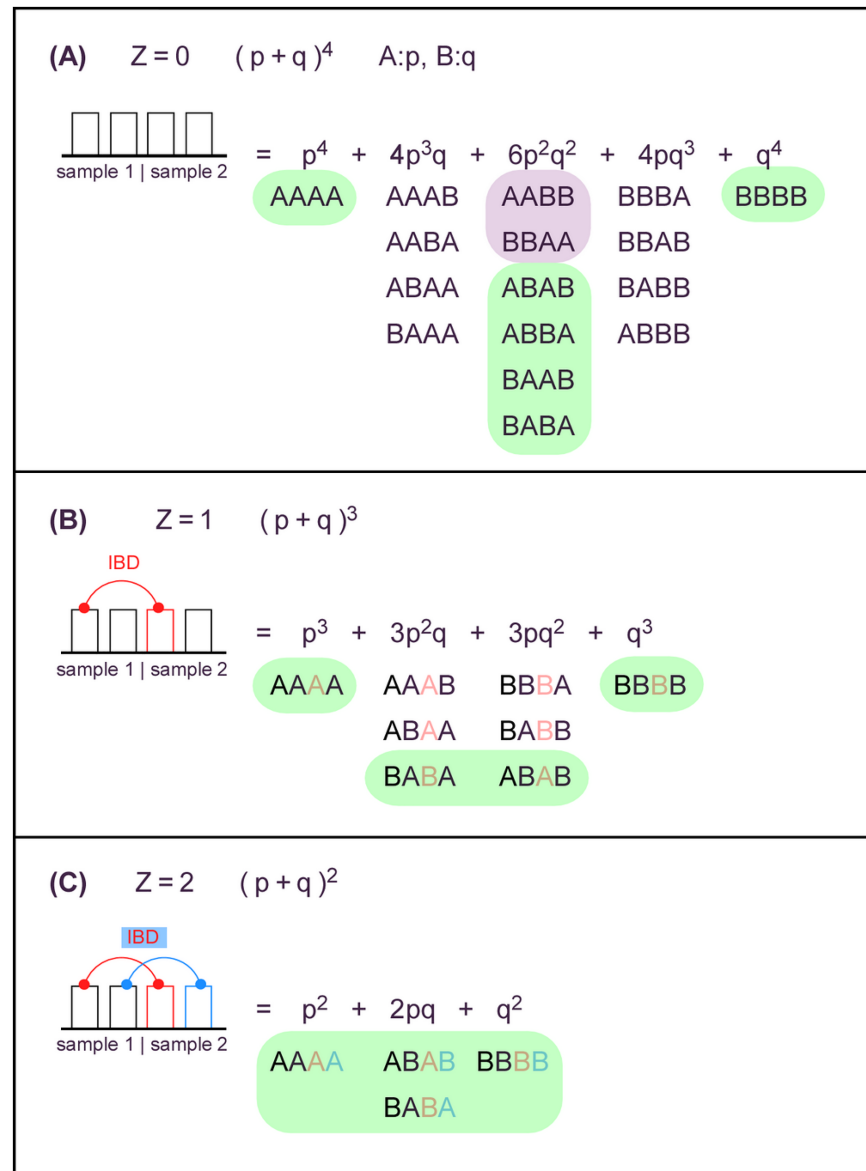 (A) Z = 0 ( p + q )⁴ A:p, B:q
= p⁴ + 4p³q + 6p²q² + 4pq³ + q⁴
sample 1 | sample 2
AAAA AAAB AABB BBBA BBBB
AABA BBAA BBAB
ABAA ABAB BABB
BAAA ABBA ABBB
BAAB
BABA
(B) Z = 1 ( p + q )³
IBD
= p³ + 3p²q + 3pq² + q³
sample 1 | sample 2
AAAA AAAB BBBA BBBB
ABAA BABB
BABA ABAB
(C) Z = 2 ( p + q )²
IBD
= p² + 2pq + q²
sample 1 | sample 2
AAAA ABAB BBBB
BABA